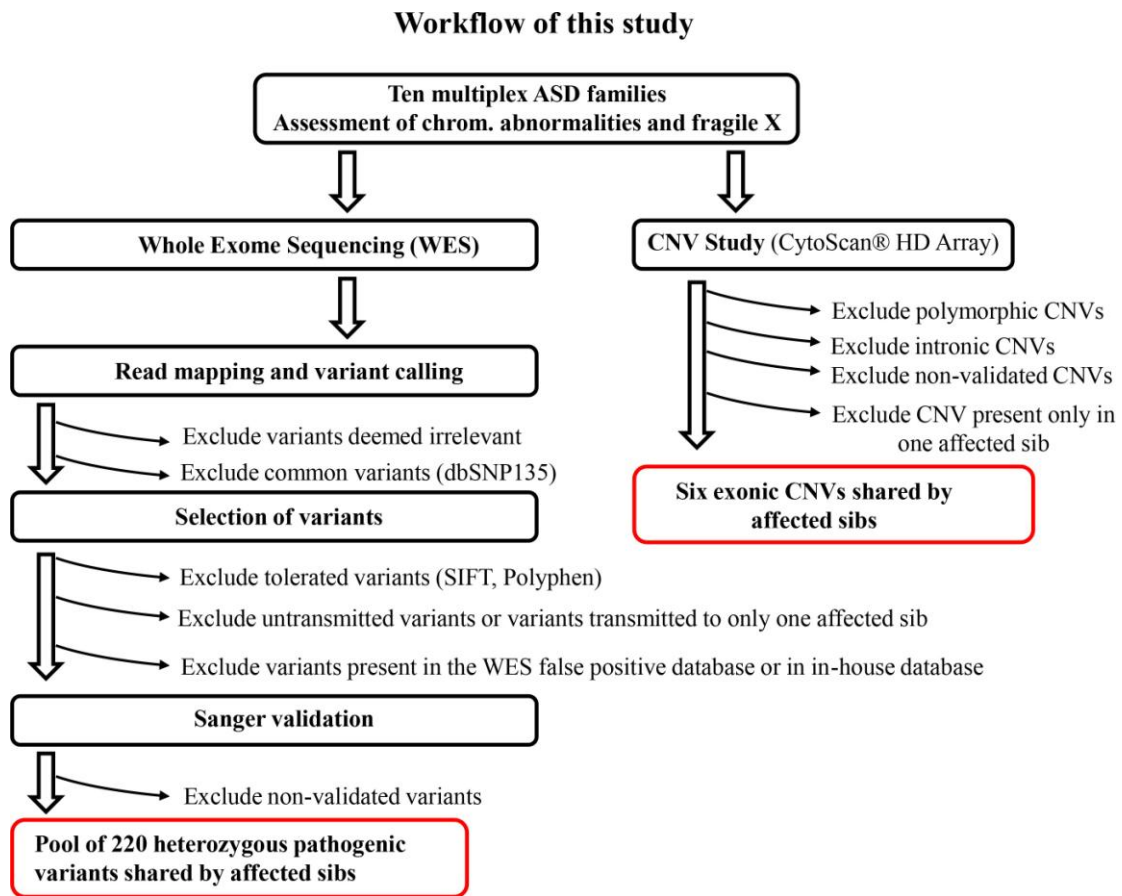 Workflow of this study
Ten multiplex ASD families
Assessment of chrom. abnormalities and fragile X
Whole Exome Sequencing (WES)
Read mapping and variant calling
Exclude variants deemed irrelevant
Exclude common variants (dbSNP135)
Selection of variants
Exclude tolerated variants (SIFT, Polyphen)
Exclude untransmitted variants or variants transmitted to only one affected sib
Exclude variants present in the WES false positive database or in in-house database
Sanger validation
Exclude non-validated variants
Pool of 220 heterozygous pathogenic
variants shared by affected sibs
CNV Study (CytoScan® HD Array)
Exclude polymorphic CNVs
Exclude intronic CNVs
Exclude non-validated CNVs
Exclude CNV present only in
one affected sib
Six exonic CNVs shared by
affected sibs